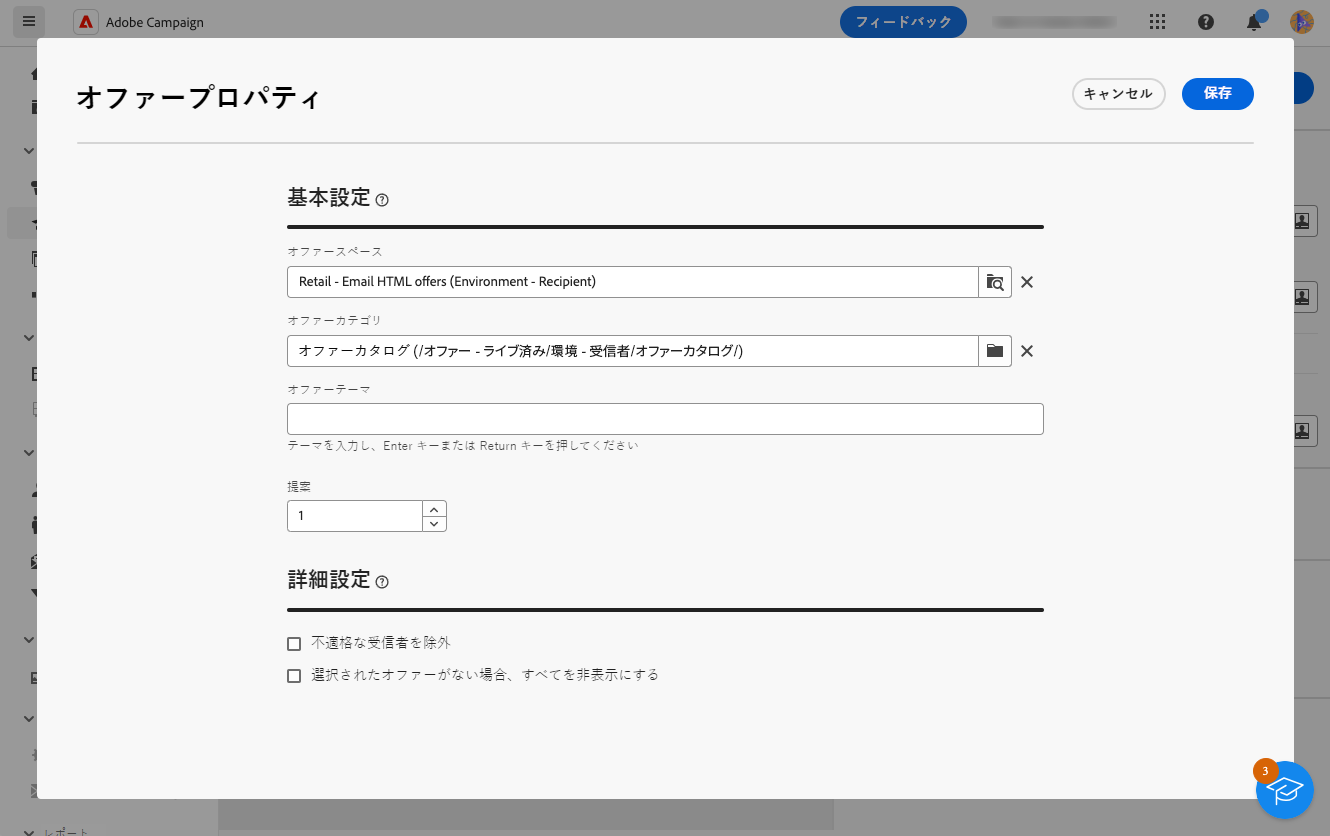 Adobe Campaign
フィードバック
オファープロパティ
キャンセル
保存
基本設定
オファースペース
Retail - Email HTML offers (Environment - Recipient)
オファーカテゴリ
オファーカタログ (/オファー - ライブ済み/環境 - 受信者/オファーカタログ/)
オファーテーマ
テーマを入力し、Enter キーまたは Return キーを押してください
提案
1
詳細設定
不適格な受信者を除外
選択されたオファーがない場合、すべてを非表示にする
3
レポート